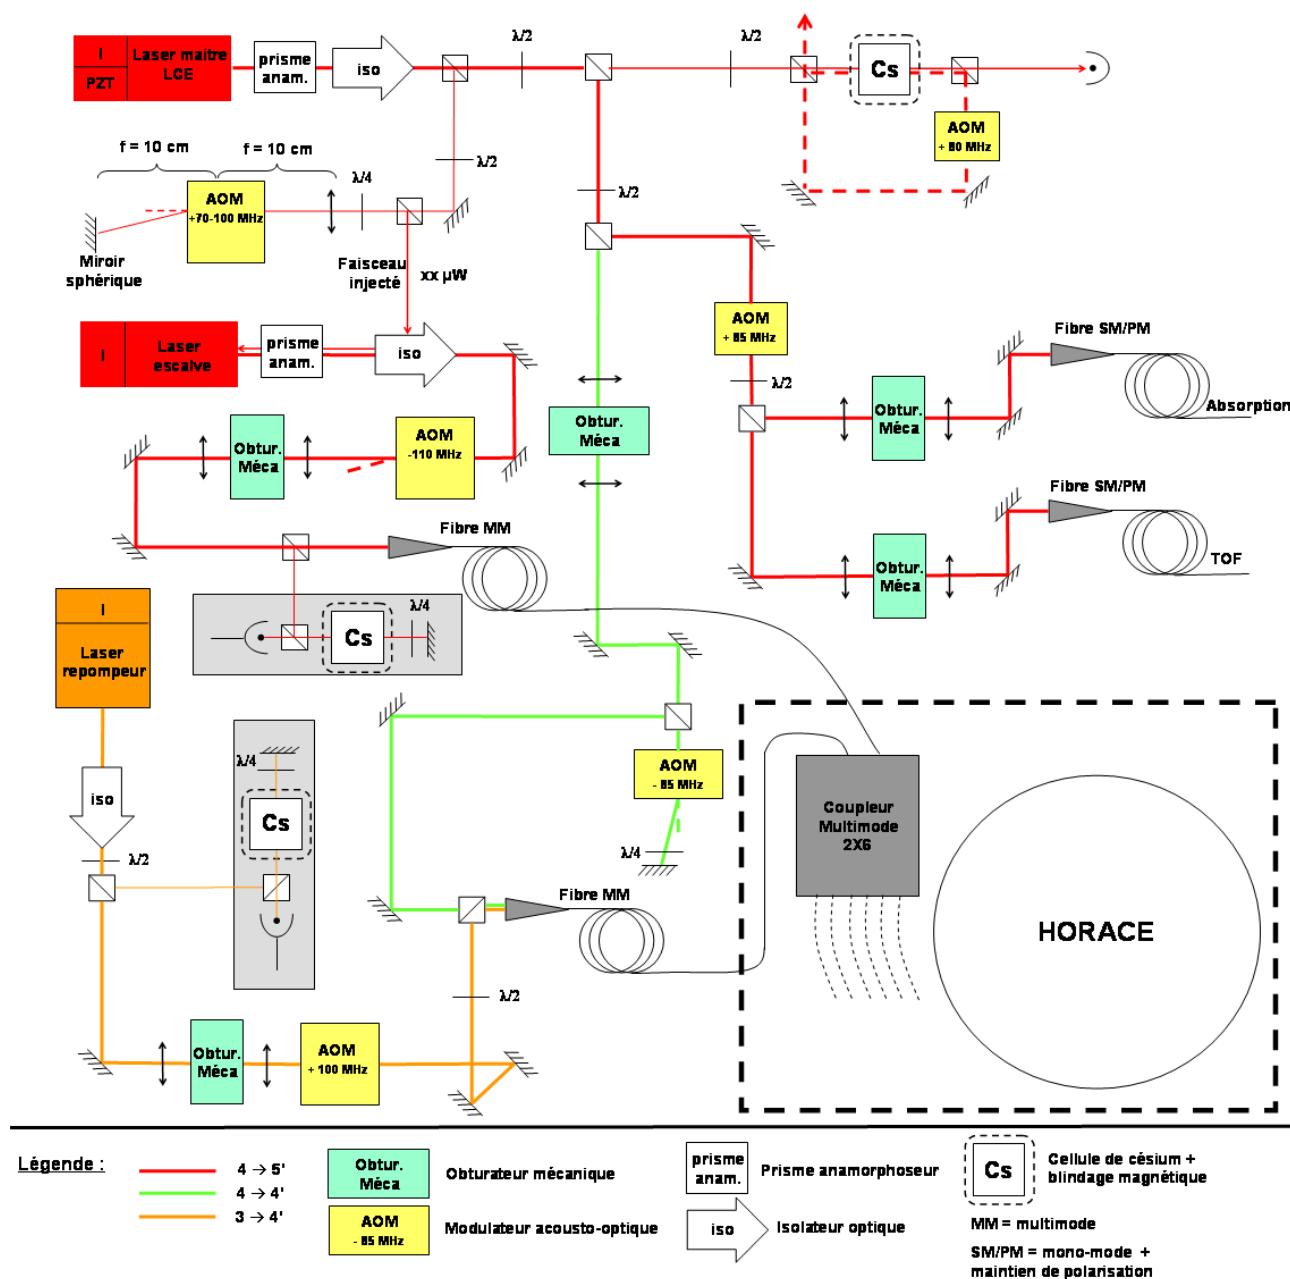 I
Laser maître
PZT
LCE
prisme
anam.
iso
λ/2
λ/2
Cs
AOM
+ 80 MHz
f = 10 cm
f = 10 cm
λ/4
λ/2
λ/2
AOM
+70-100 MHz
Miroir
sphérique
Faisceau
injecté
xx µW
I
Laser
escalve
prisme
anam.
iso
AOM
+ 85 MHz
λ/2
Fibre SM/PM
Obtur.
Méca
Absorption
Obtur.
Méca
Obtur.
Méca
AOM
-110 MHz
Fibre SM/PM
Obtur.
Méca
TOF
Fibre MM
I
Laser
repompeur
Cs
λ/4
iso
λ/4
Cs
λ/2
AOM
- 85 MHz
λ/4
Coupleur
Multimode
2X6
Fibre MM
HORACE
λ/2
Obtur.
Méca
AOM
+ 100 MHz
Légende :
4 → 5'
4 → 4'
3 → 4'
Obtur.
Méca
Obturateur mécanique
AOM
- 85 MHz
Modulateur acousto-optique
prisme
anam.
Prisme anamorphoseur
iso
Isolateur optique
Cs
Cellule de césium +
blindage magnétique
MM = multimode
SM/PM = mono-mode +
maintien de polarisation